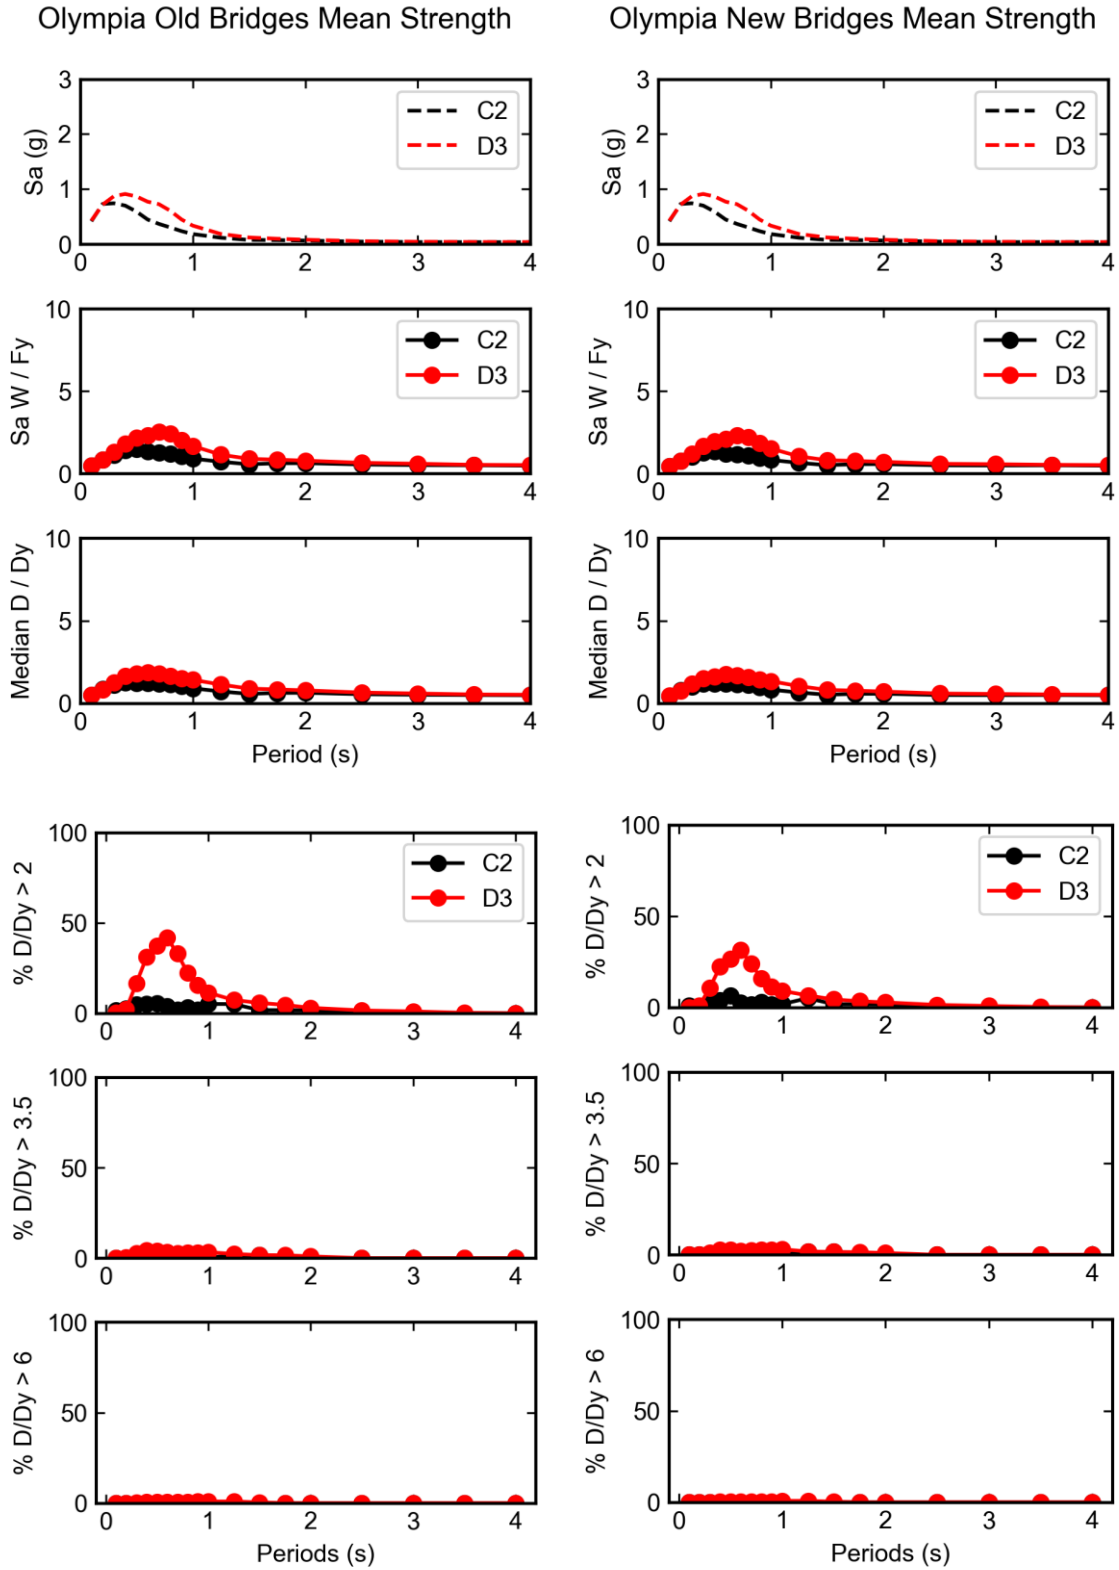 Olympia Old Bridges Mean Strength
Sa (g)
3
2
1
0
C2
D3
0 1 2 3 4
Sa W / Fy
10
5
0
C2
D3
0 1 2 3 4
Median D / Dy
10
5
0
0 1 2 3 4
Period (s)
% D/Dy > 2
100
50
0
C2
D3
0 1 2 3 4
% D/Dy > 3.5
100
50
0
0 1 2 3 4
% D/Dy > 6
100
50
0
0 1 2 3 4
Periods (s)
Olympia New Bridges Mean Strength
Sa (g)
3
2
1
0
C2
D3
0 1 2 3 4
Sa W / Fy
10
5
0
C2
D3
0 1 2 3 4
Median D / Dy
10
5
0
0 1 2 3 4
Period (s)
% D/Dy > 2
100
50
0
C2
D3
0 1 2 3 4
% D/Dy > 3.5
100
50
0
0 1 2 3 4
% D/Dy > 6
100
50
0
0 1 2 3 4
Periods (s)